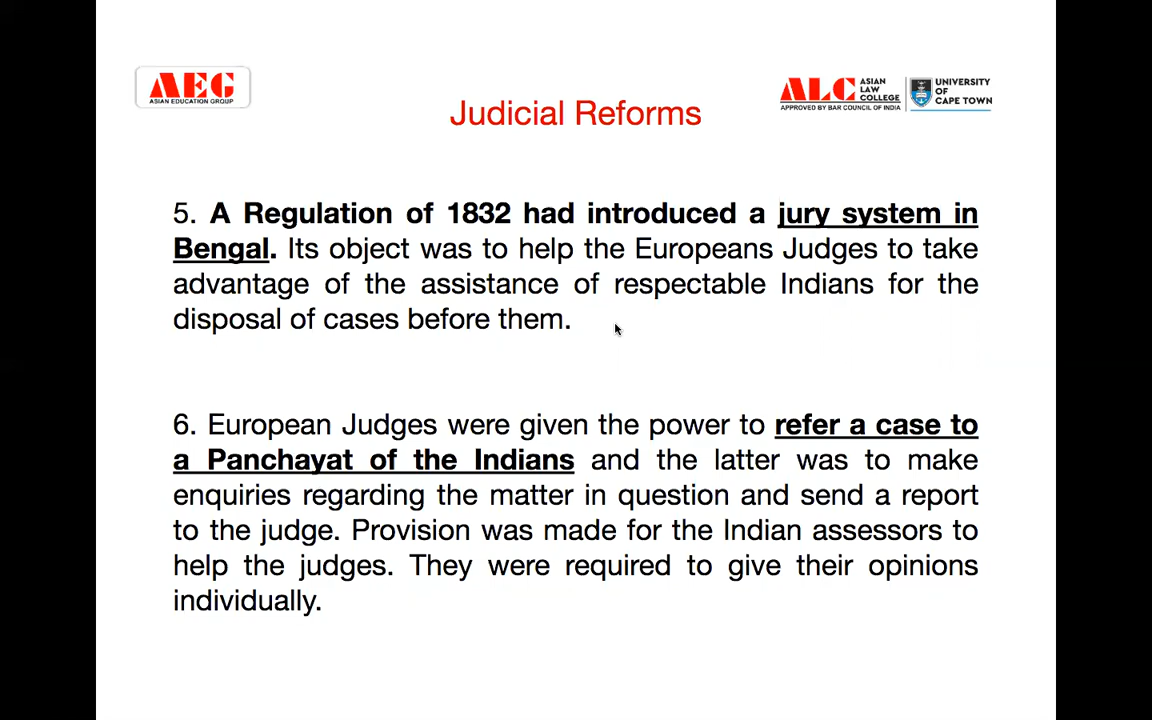 AEG
ASIAN EDUCATION GROUP
ALC ASIAN LAW COLLEGE
APPROVED BY BAR COUNCIL OF INDIA
UNIVERSITY OF CAPE TOWN
Judicial Reforms
5. A Regulation of 1832 had introduced a jury system in
Bengal. Its object was to help the Europeans Judges to take
advantage of the assistance of respectable Indians for the
disposal of cases before them.
6. European Judges were given the power to refer a case to
a Panchayat of the Indians and the latter was to make
enquiries regarding the matter in question and send a report
to the judge. Provision was made for the Indian assessors to
help the judges. They were required to give their opinions
individually.